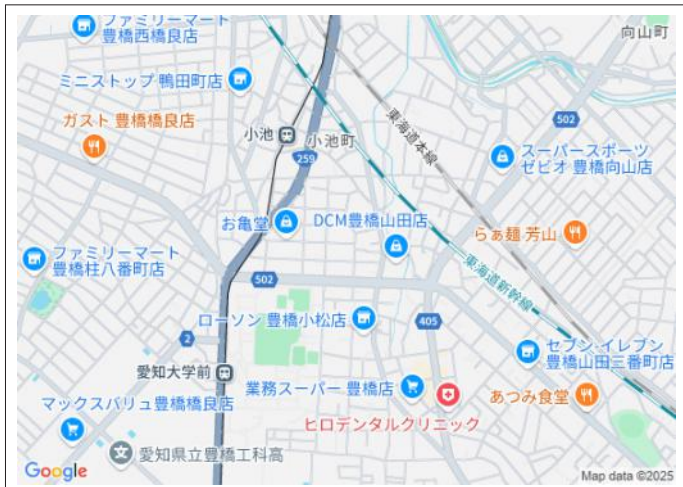 ファミリーマート
豊橋西橋良店
向山町
ミニストップ 鴨田町店
ガスト 豊橋橋良店
小池
小池町
259
東海道本線
502
スーパースポーツ
ゼビオ 豊橋向山店
お亀堂
DCM豊橋山田店
らぁ麺 芳山
ファミリーマート
豊橋柱八番町店
502
東海道新幹線
ローソン 豊橋小松店
405
2
セブン-イレブン
豊橋山田三番町店
愛知大学前
業務スーパー 豊橋店
あつみ食堂
マックスバリュ豊橋橋良店
ヒロデンタルクリニック
愛知県立豊橋工科高
Google
Map data ©2025